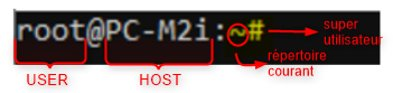 root@PC-M2i:~#
super
utilisateur
répertoire
courant
USER HOST